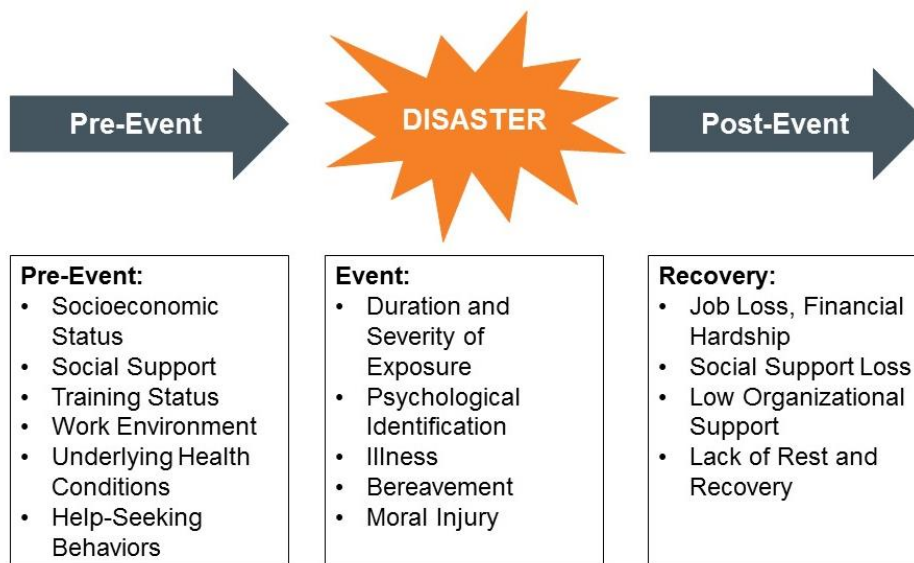 Pre-Event
DISASTER
Post-Event
Pre-Event:
• Socioeconomic
Status
• Social Support
• Training Status
• Work Environment
• Underlying Health
Conditions
• Help-Seeking
Behaviors
Event:
• Duration and
Severity of
Exposure
• Psychological
Identification
• Illness
• Bereavement
• Moral Injury
Recovery:
• Job Loss, Financial
Hardship
• Social Support Loss
• Low Organizational
Support
• Lack of Rest and
Recovery